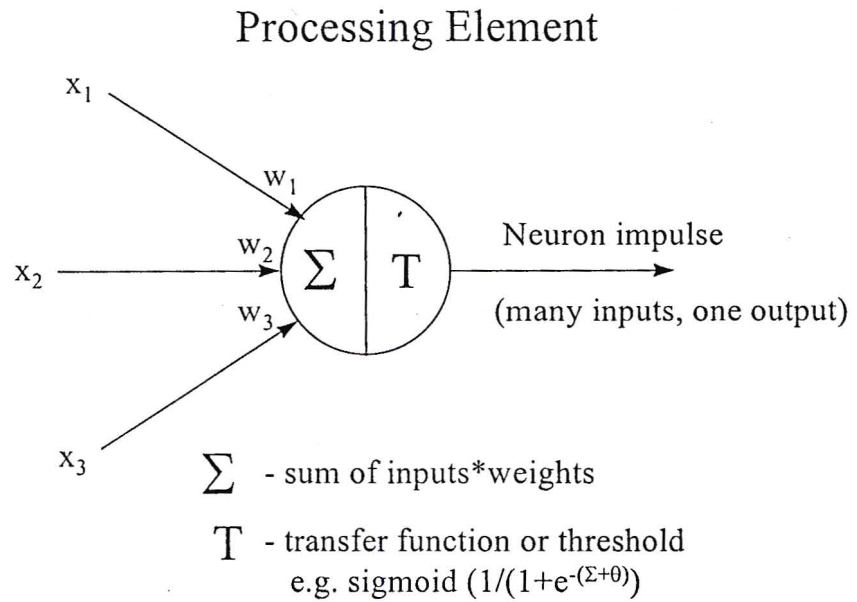 Processing Element
x₁
w₁
Neuron impulse
x₂
w₂
Σ
T
(many inputs, one output)
w₃
x₃
Σ - sum of inputs*weights
T - transfer function or threshold
e.g. sigmoid (1/(1+e^-(Σ+θ))